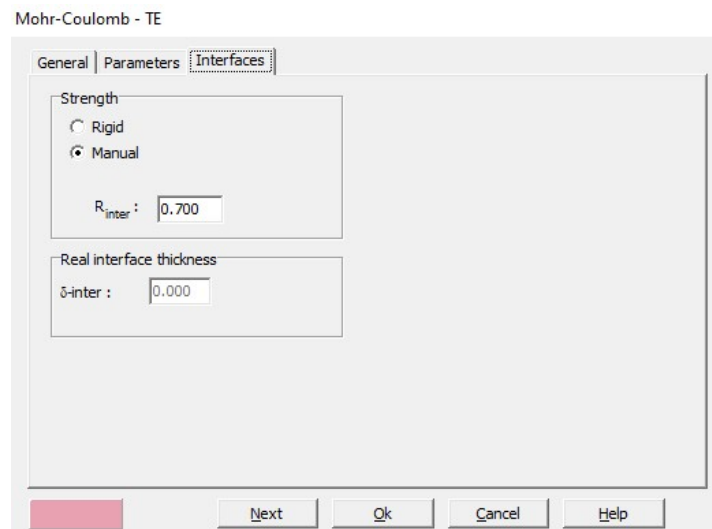 Mohr-Coulomb - TE
General Parameters Interfaces
Strength
Rigid
Manual
Rinter : 0.700
Real interface thickness
δ-inter : 0.000
Next Ok Cancel Help